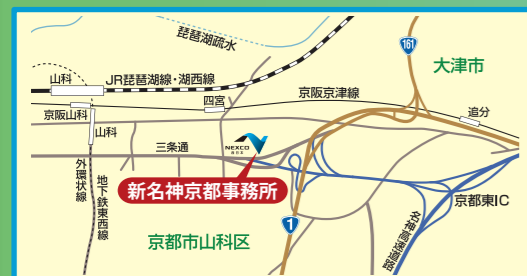 琵琶湖疏水
161
大津市
山科
JR琵琶湖線・湖西線
四宮
京阪京津線
追分
京阪山科
山科
三条通
NEXCO
西日本
外環状線
地下鉄東西線
新名神京都事務所
京都東IC
1
名神高速道路
京都市山科区